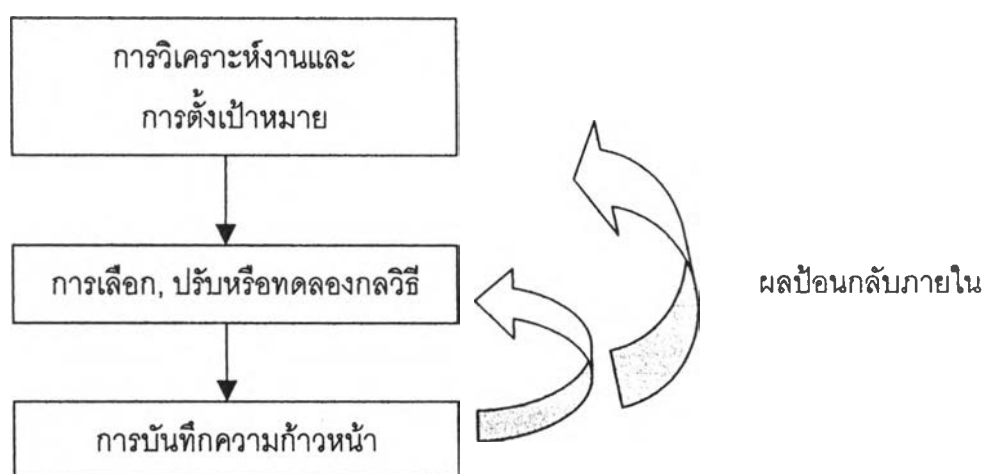 การวิเคราะห์งานและ
การตั้งเป้าหมาย
การเลือก, ปรับหรือทดลองกลวิธี
ผลป้อนกลับภายใน
การบันทึกความก้าวหน้า